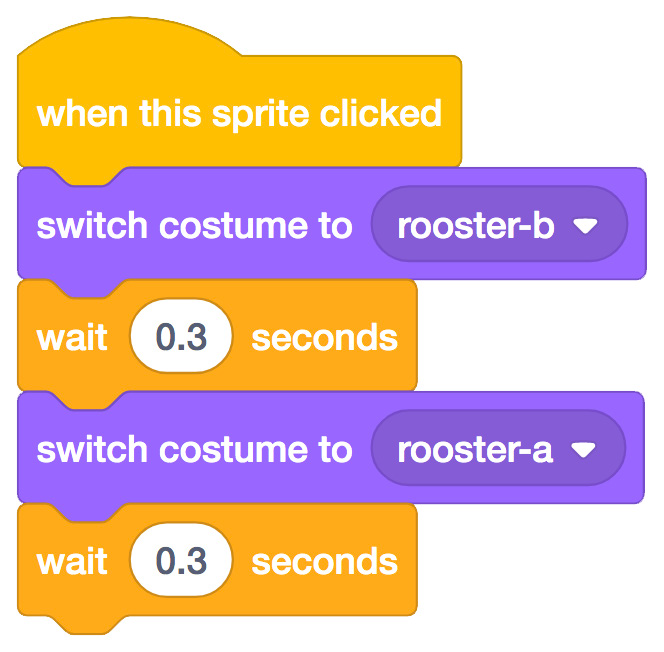 when this sprite clicked
switch costume to rooster-b
wait 0.3 seconds
switch costume to rooster-a
wait 0.3 seconds